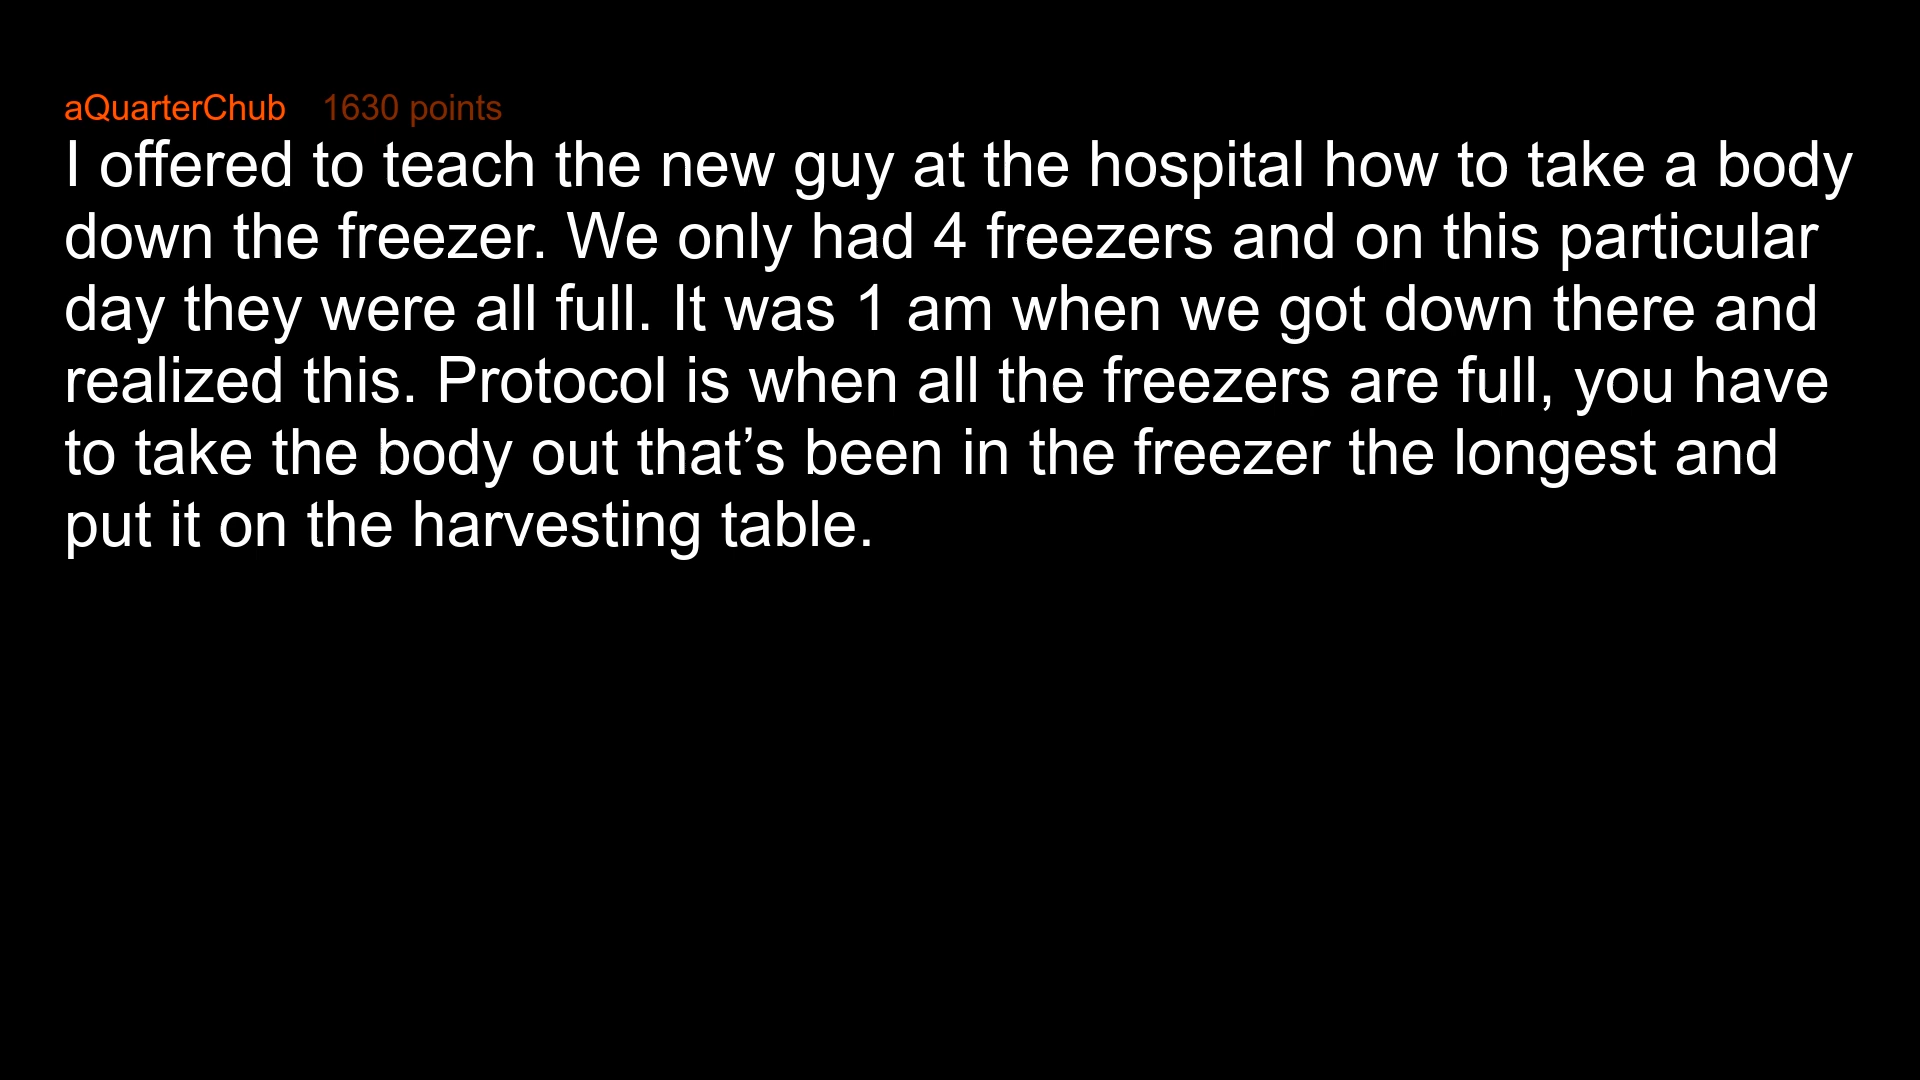 aQuarterChub 1630 points
I offered to teach the new guy at the hospital how to take a body
down the freezer. We only had 4 freezers and on this particular
day they were all full. It was 1 am when we got down there and
realized this. Protocol is when all the freezers are full, you have
to take the body out that’s been in the freezer the longest and
put it on the harvesting table.